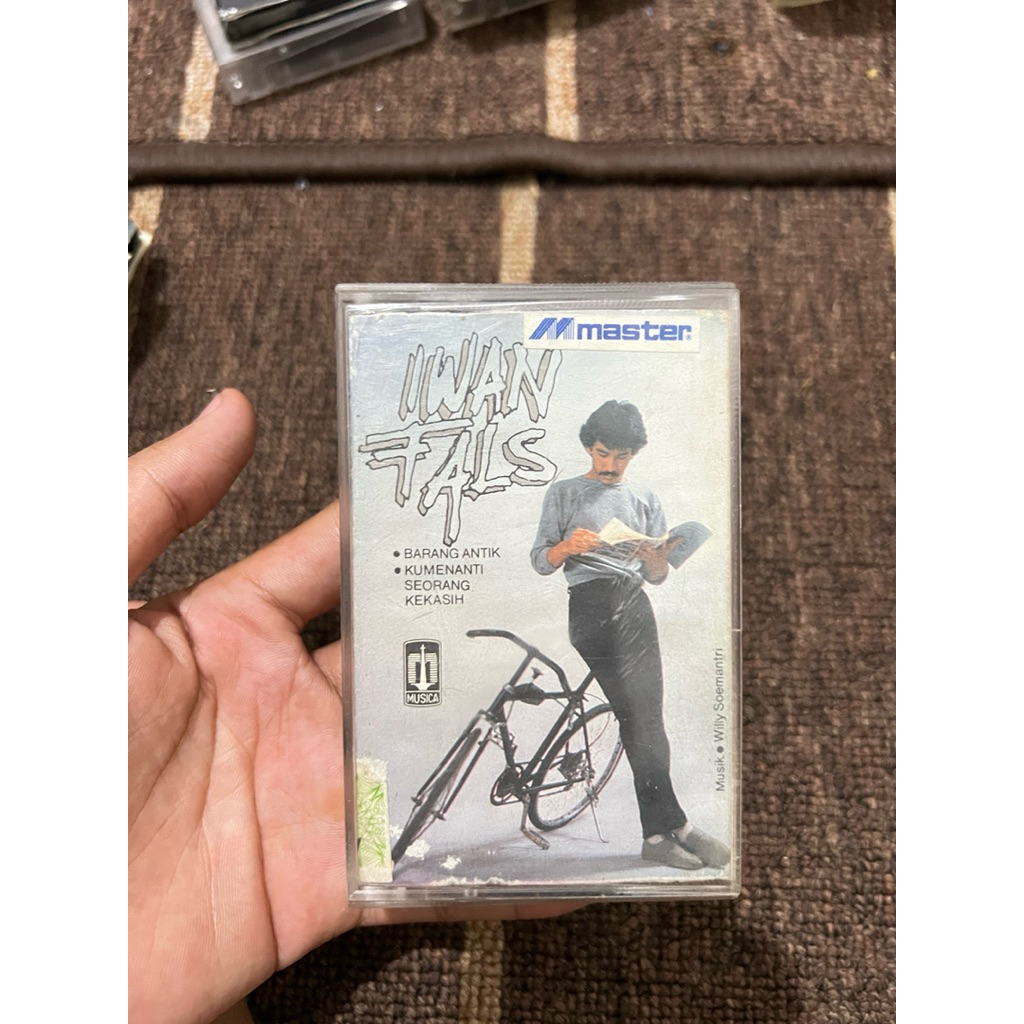 master
IWAN
FALS
• BARANG ANTIK
• KUMENANTI
SEORANG
KEKASIH
MUSICA
Musik • Willy Soemantri